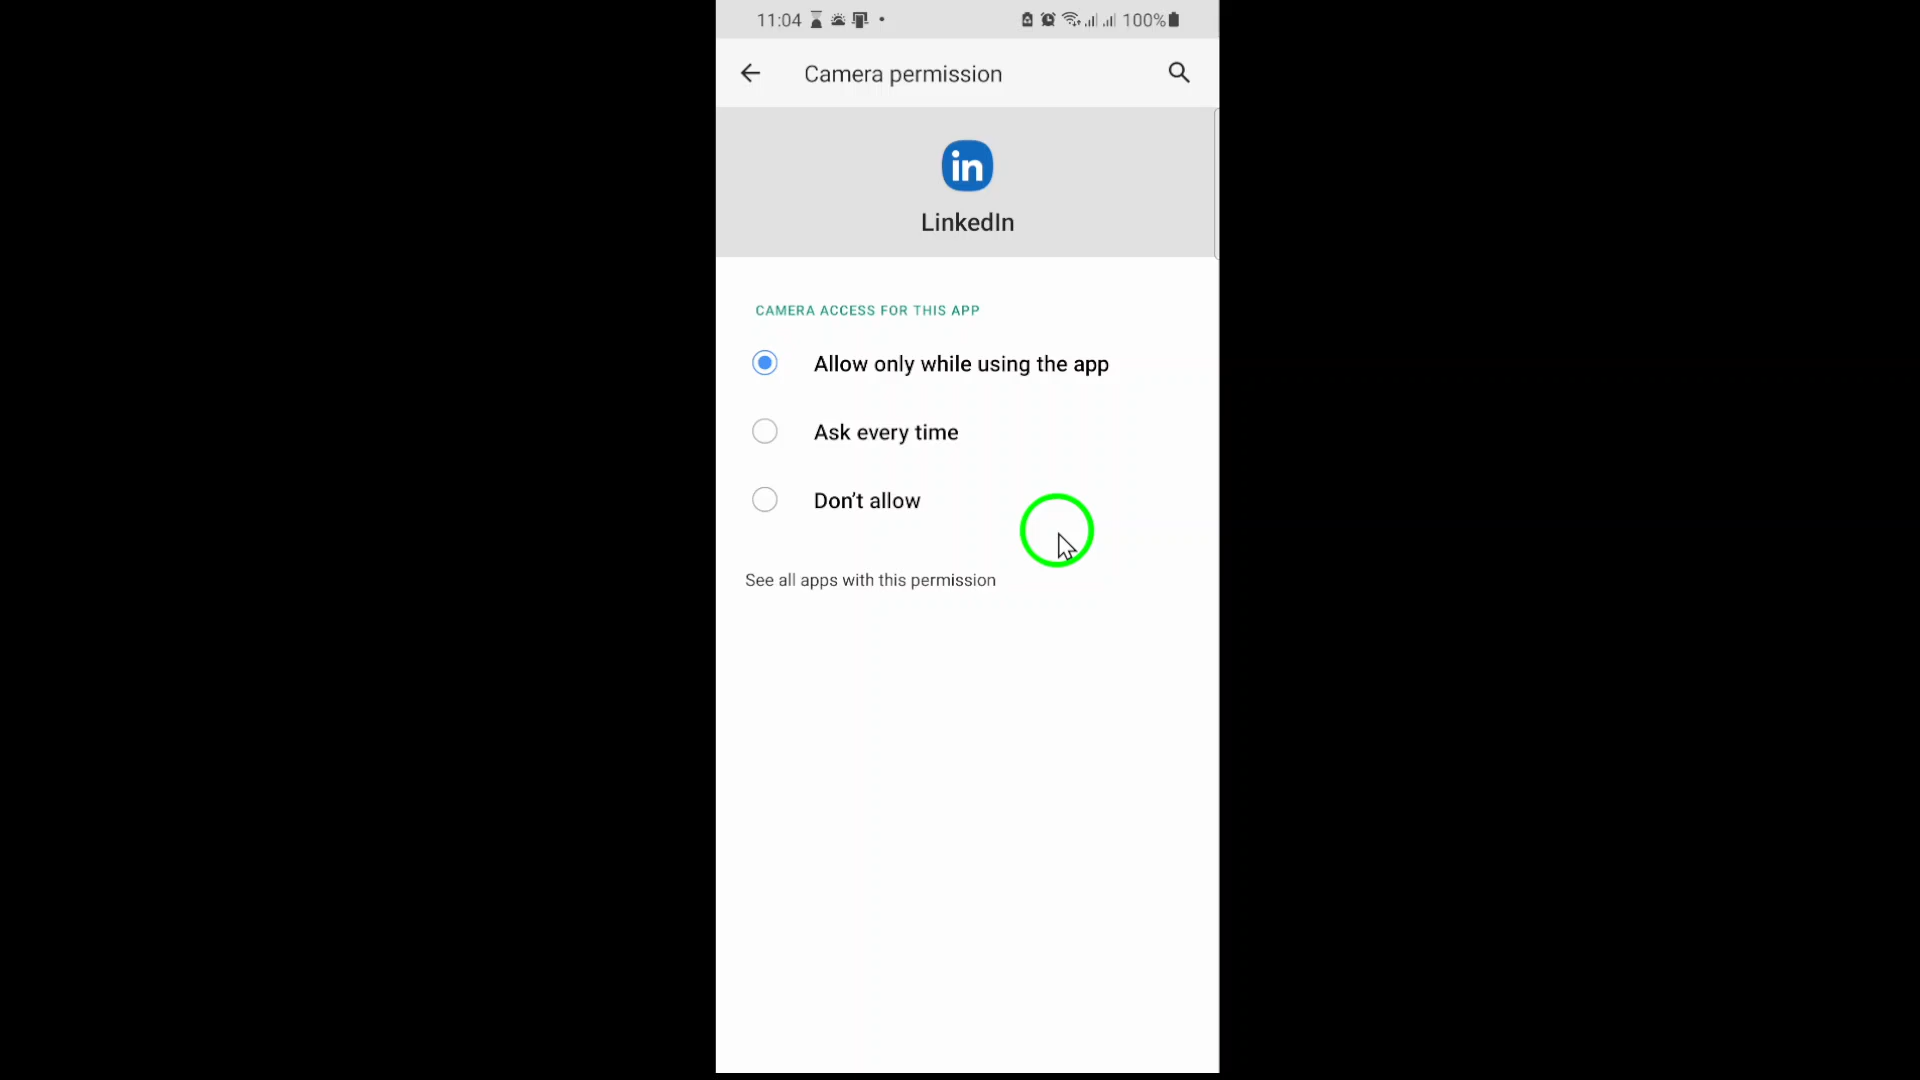 11:04 100%
Camera permission
in
LinkedIn
CAMERA ACCESS FOR THIS APP
Allow only while using the app
Ask every time
Don’t allow
See all apps with this permission